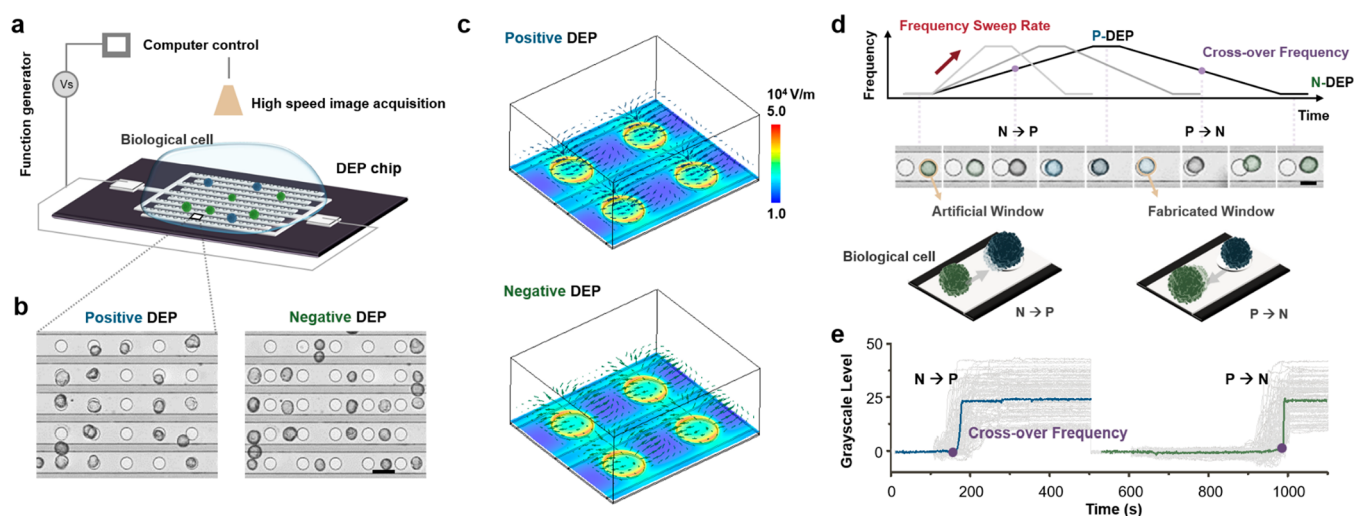 a
Computer control
Function generator
Vs
High speed image acquisition
Biological cell
DEP chip
b
Positive DEP
Negative DEP
c
Positive DEP
10⁴ V/m
5.0
1.0
Negative DEP
d
Frequency Sweep Rate
P-DEP
Cross-over Frequency
N-DEP
Frequency
Time
N → P
P → N
Artificial Window
Fabricated Window
Biological cell
N → P
P → N
e
50
25
0
Grayscale Level
N → P
P → N
Cross-over Frequency
0
200
400
600
800
1000
Time (s)